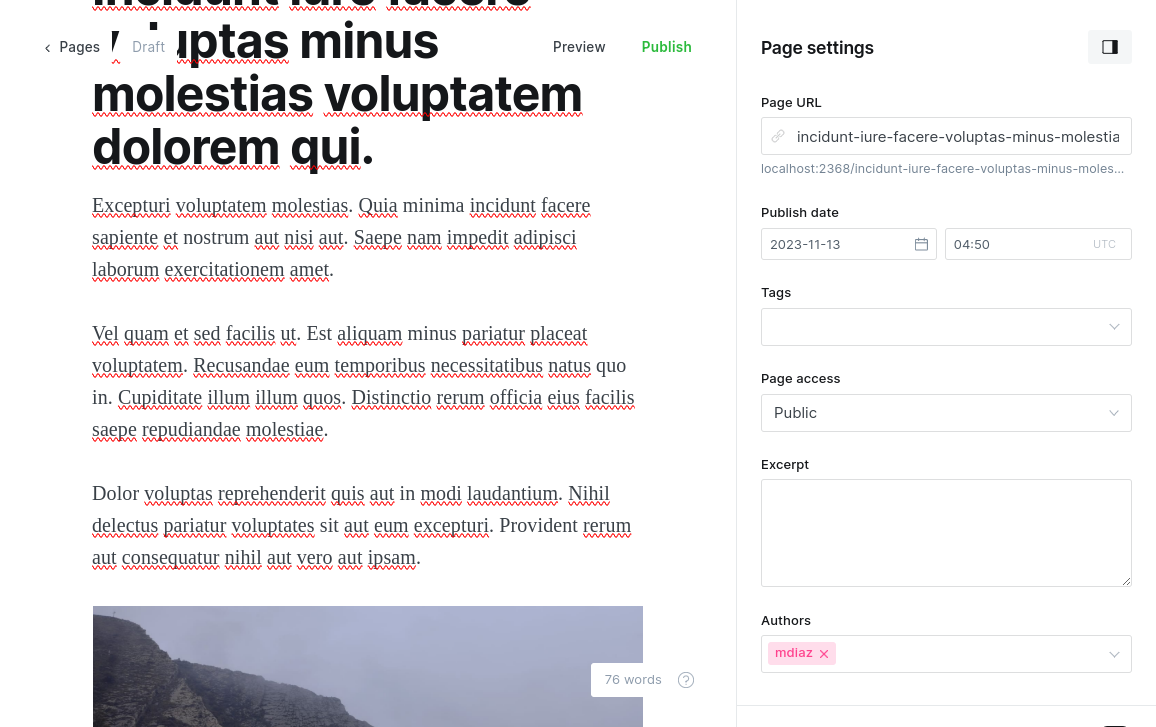 Pages
Draft
Preview
Publish
incidunt iure facere
minus
molestias voluptatem
dolorem qui.
Excepturi voluptatem molestias. Quia minima incidunt facere
sapiente et nostrum aut nisi aut. Saepe nam impedit adipisci
laborum exercitationem amet.
Vel quam et sed facilis ut. Est aliquam minus pariatur placeat
voluptatem. Recusandae eum temporibus necessitatibus natus quo
in. Cupiditate illum illum quos. Distinctio rerum officia eius facilis
saepe repudiandae molestiae.
Dolor voluptas reprehenderit quis aut in modi laudantium. Nihil
delectus pariatur voluptates sit aut eum excepturi. Provident rerum
aut consequatur nihil aut vero aut ipsam.
76 words
?
Page settings
Page URL
incidunt-iure-facere-voluptas-minus-molestia
localhost:2368/incidunt-iure-facere-voluptas-minus-moles...
Publish date
2023-11-13
04:50
UTC
Tags
Page access
Public
Excerpt
Authors
mdiaz